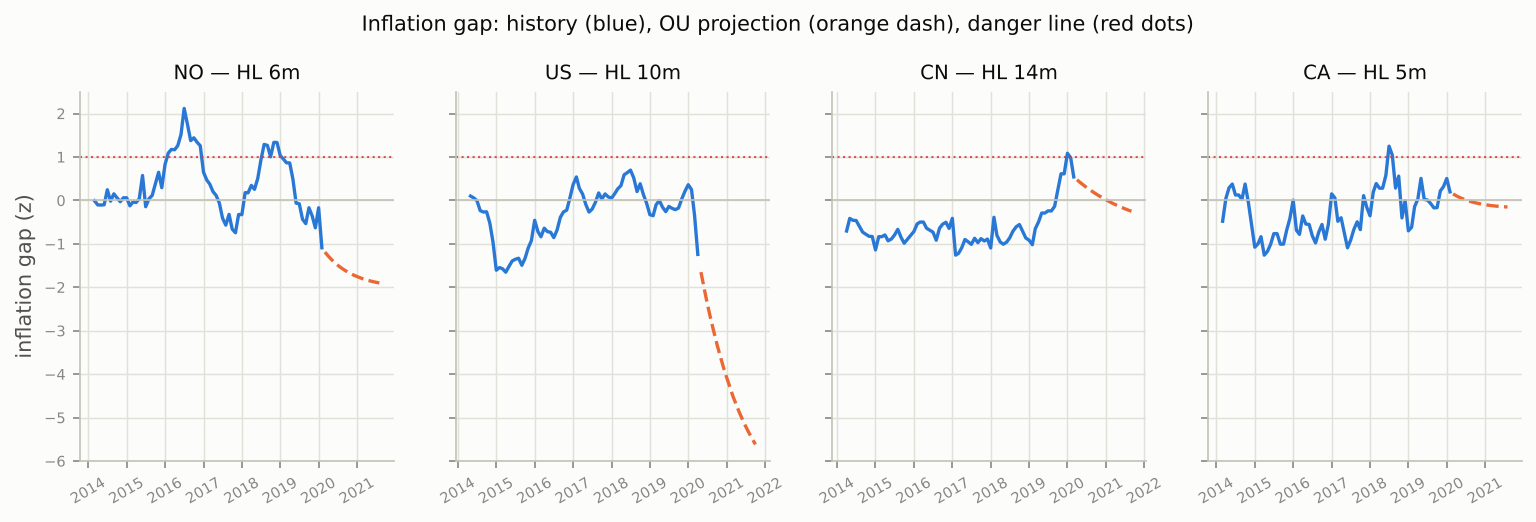 Inflation gap: history (blue), OU projection (orange dash), danger line (red dots)
NO — HL 6m
US — HL 10m
CN — HL 14m
CA — HL 5m
inflation gap (z)
2
1
0
−1
−2
−3
−4
−5
−6
2014 2015 2016 2017 2018 2019 2020 2021
2014 2015 2016 2017 2018 2019 2020 2021 2022
2014 2015 2016 2017 2018 2019 2020 2021 2022
2014 2015 2016 2017 2018 2019 2020 2021